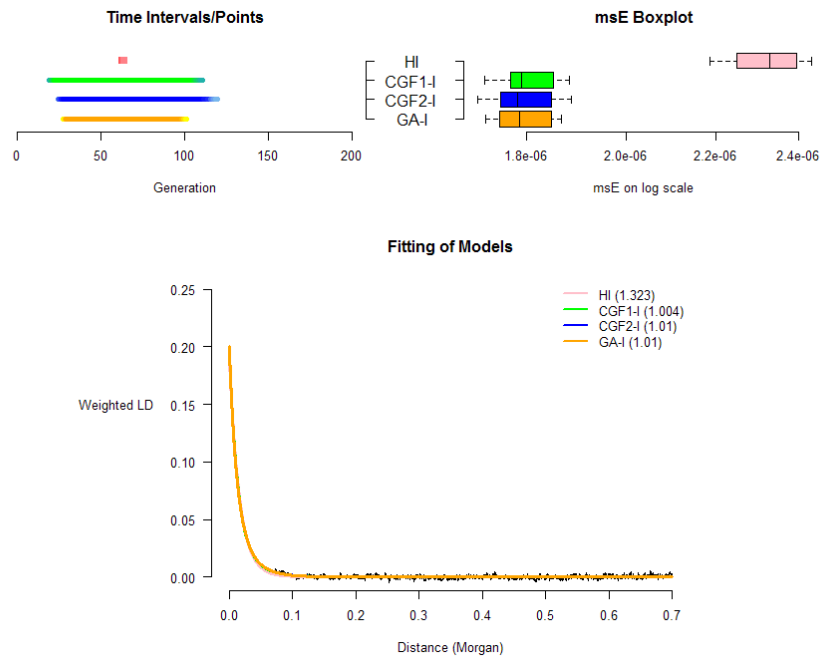 Time Intervals/Points
msE Boxplot
HI
CGF1-I
CGF2-I
GA-I
0 50 100 150 200
Generation
1.8e-06 2.0e-06 2.2e-06 2.4e-06
msE on log scale
Fitting of Models
HI (1.323)
CGF1-I (1.004)
CGF2-I (1.01)
GA-I (1.01)
Weighted LD
0.25
0.20
0.15
0.10
0.05
0.00
0.0 0.1 0.2 0.3 0.4 0.5 0.6 0.7
Distance (Morgan)